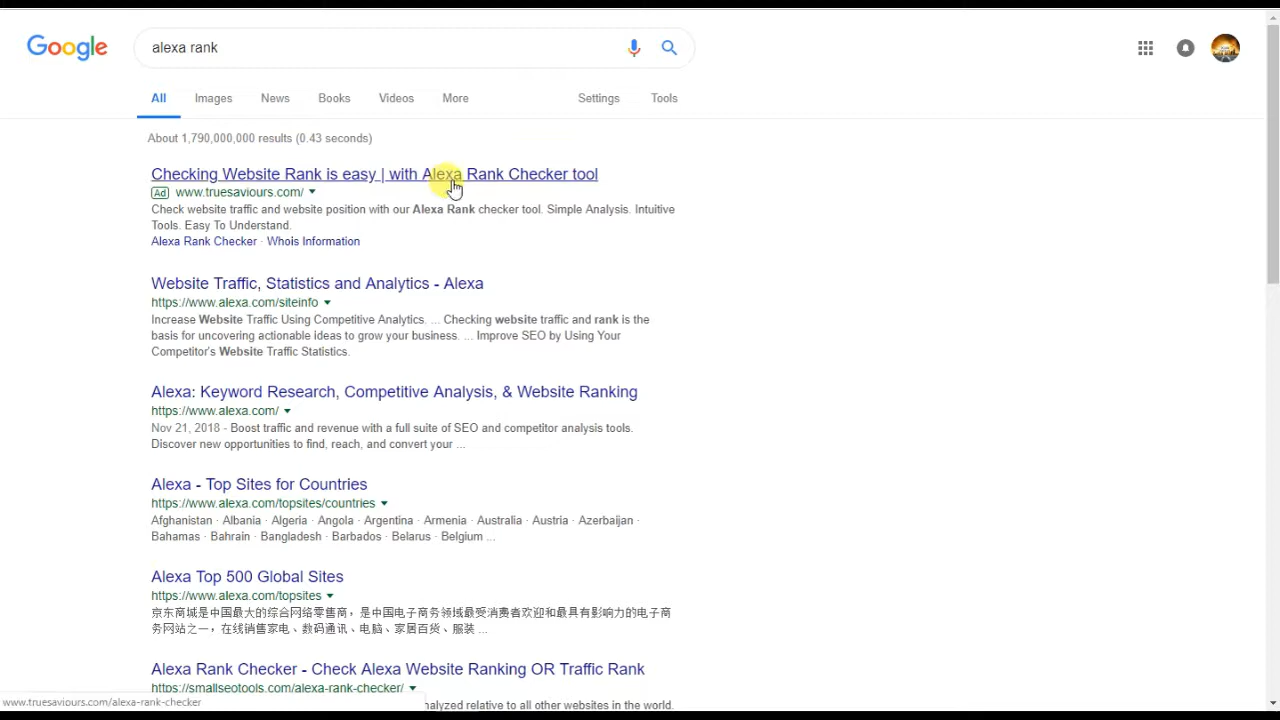 Google
alexa rank
All Images News Books Videos More Settings Tools
About 1,790,000,000 results (0.43 seconds)
Checking Website Rank is easy | with Alexa Rank Checker tool
Ad www.truesaviours.com/
Check website traffic and website position with our Alexa Rank checker tool. Simple Analysis. Intuitive
Tools. Easy To Understand.
Alexa Rank Checker · Whois Information
Website Traffic, Statistics and Analytics - Alexa
https://www.alexa.com/siteinfo
Increase Website Traffic Using Competitive Analytics. ... Checking website traffic and rank is the
basis for uncovering actionable ideas to grow your business. ... Improve SEO by Using Your
Competitor's Website Traffic Statistics.
Alexa: Keyword Research, Competitive Analysis, & Website Ranking
https://www.alexa.com/
Nov 21, 2018 - Boost traffic and revenue with a full suite of SEO and competitor analysis tools.
Discover new opportunities to find, reach, and convert your ...
Alexa - Top Sites for Countries
https://www.alexa.com/topsites/countries
Afghanistan · Albania · Algeria · Angola · Argentina · Armenia · Australia · Austria · Azerbaijan ·
Bahamas · Bahrain · Bangladesh · Barbados · Belarus · Belgium ...
Alexa Top 500 Global Sites
https://www.alexa.com/topsites
京东商城是中国最大的综合网络零售商，是中国电子商务领域最受消费者欢迎和最具有影响力的电子商
务网站之一，在线销售家电、数码通讯、电脑、家居百货、服装 ...
Alexa Rank Checker - Check Alexa Website Ranking OR Traffic Rank
https://smallseotools.com/alexa-rank-checker/
www.truesaviours.com/alexa-rank-checker
analyzed relative to all other websites in the world.